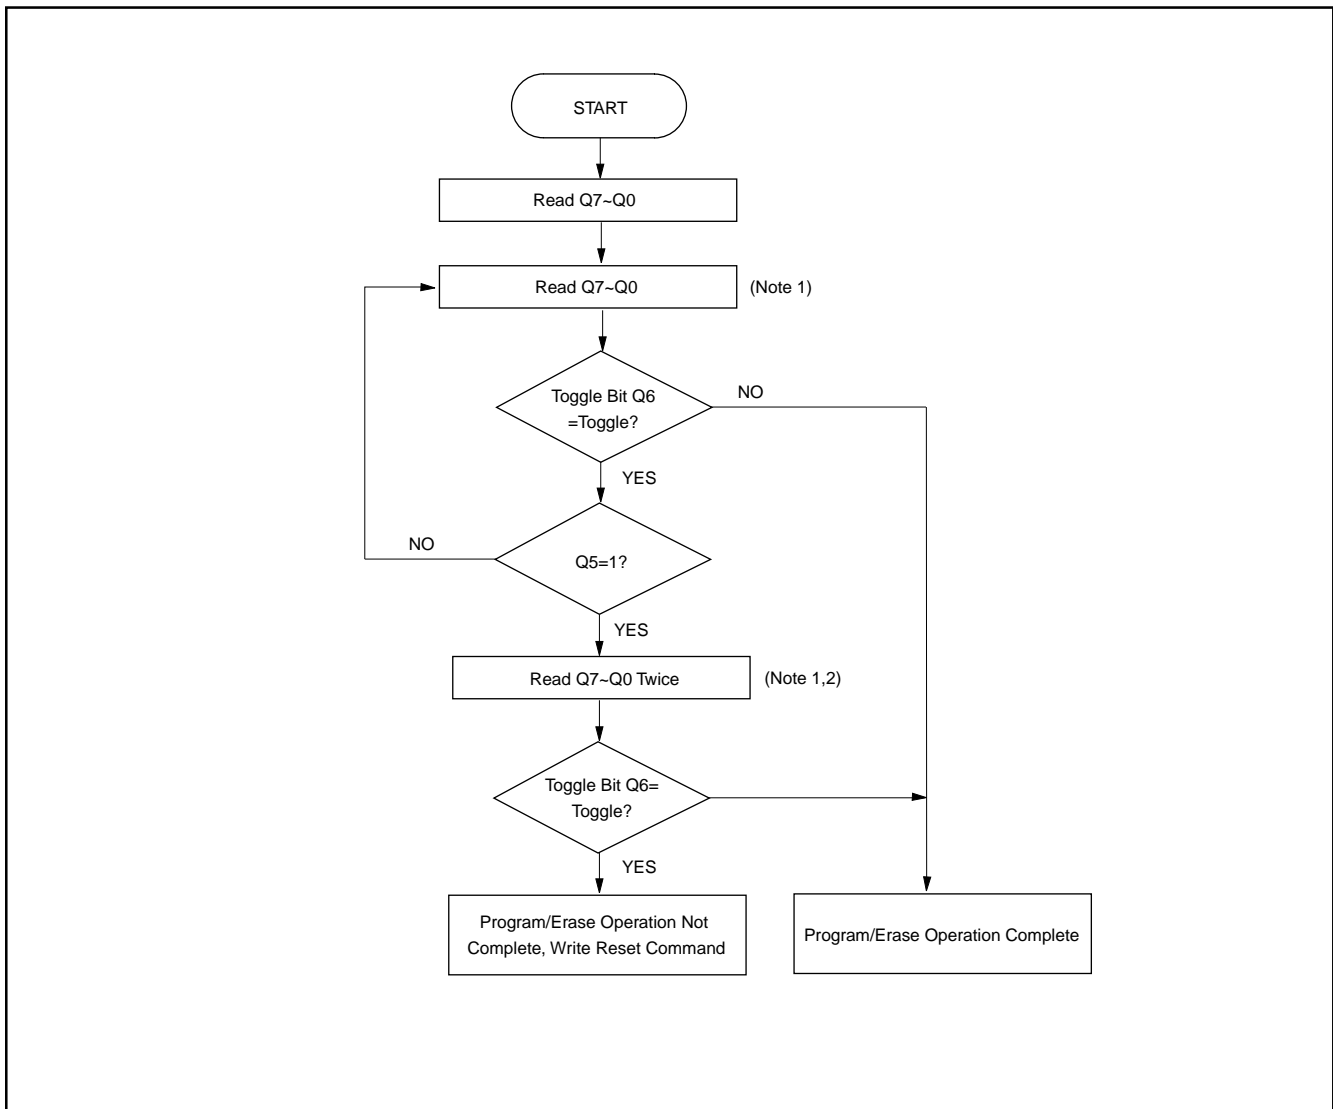 START
Read Q7~Q0
Read Q7~Q0
(Note 1)
Toggle Bit Q6
=Toggle?
NO
YES
NO
Q5=1?
YES
Read Q7~Q0 Twice
(Note 1,2)
Toggle Bit Q6=
Toggle?
YES
Program/Erase Operation Not
Complete, Write Reset Command
Program/Erase Operation Complete